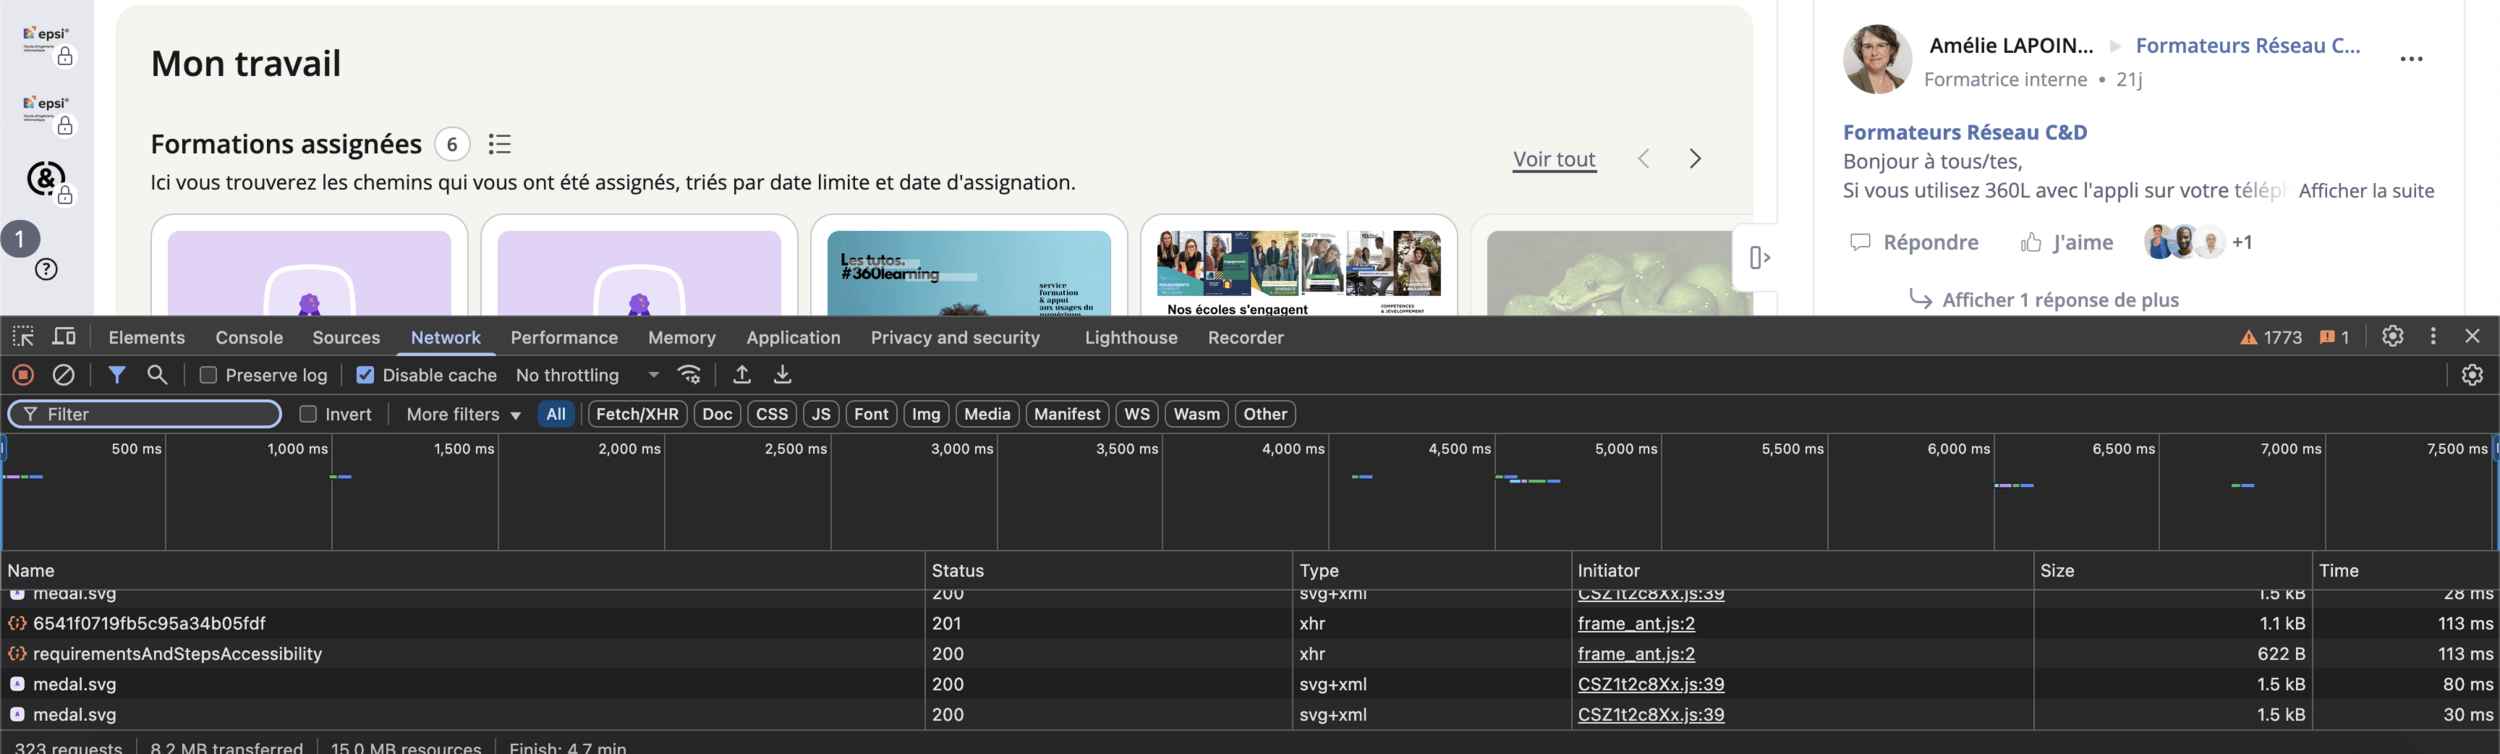 epsi
epsi
&
1
?
Mon travail
Formations assignées 6
Voir tout
Ici vous trouverez les chemins qui vous ont été assignés, triés par date limite et date d'assignation.
Les tutos.
#360learning
service
formation
& appui
aux usages du
numérique
Nos écoles s'engagent
COMPÉTENCES
& DÉVELOPPEMENT
Amélie LAPOIN... Formateurs Réseau C...
Formatrice interne • 21j
Formateurs Réseau C&D
Bonjour à tous/tes,
Si vous utilisez 360L avec l'appli sur votre téléph Afficher la suite
Répondre J'aime +1
Afficher 1 réponse de plus
Elements Console Sources Network Performance Memory Application Privacy and security Lighthouse Recorder 1773 1
Preserve log Disable cache No throttling
Filter Invert More filters All Fetch/XHR Doc CSS JS Font Img Media Manifest WS Wasm Other
500 ms 1,000 ms 1,500 ms 2,000 ms 2,500 ms 3,000 ms 3,500 ms 4,000 ms 4,500 ms 5,000 ms 5,500 ms 6,000 ms 6,500 ms 7,000 ms 7,500 ms
Name Status Type Initiator Size Time
medal.svg 200 svg+xml CSZ1t2c8Xx.js:39 1.5 kB 28 ms
6541f0719fb5c95a34b05fdf 201 xhr frame_ant.js:2 1.1 kB 113 ms
requirementsAndStepsAccessibility 200 xhr frame_ant.js:2 622 B 113 ms
medal.svg 200 svg+xml CSZ1t2c8Xx.js:39 1.5 kB 80 ms
medal.svg 200 svg+xml CSZ1t2c8Xx.js:39 1.5 kB 30 ms
323 requests 8.2 MB transferred 15.0 MB resources Finish: 4.7 min